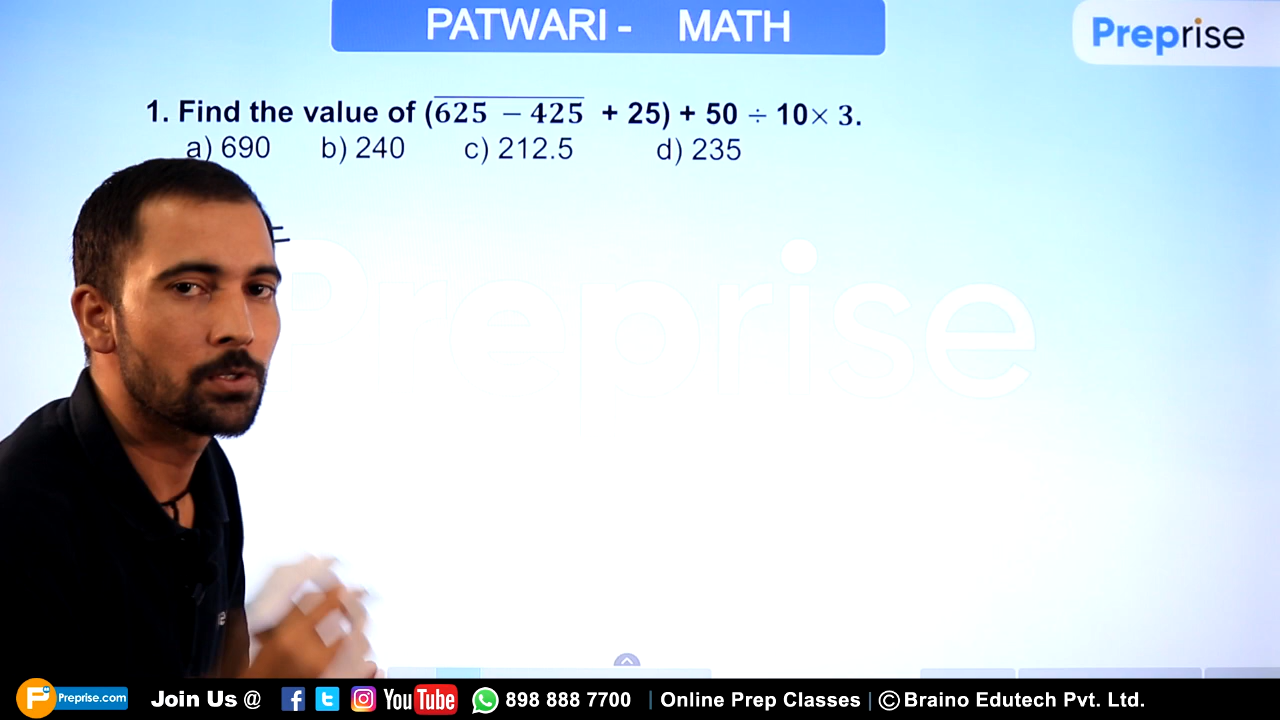 PATWARI - MATH
Preprise
1. Find the value of (625 − 425 + 25) + 50 ÷ 10× 3.
a) 690 b) 240 c) 212.5 d) 235
=
Preprise
Preprise.com Join Us @ You Tube 898 888 7700 | Online Prep Classes | © Braino Edutech Pvt. Ltd.